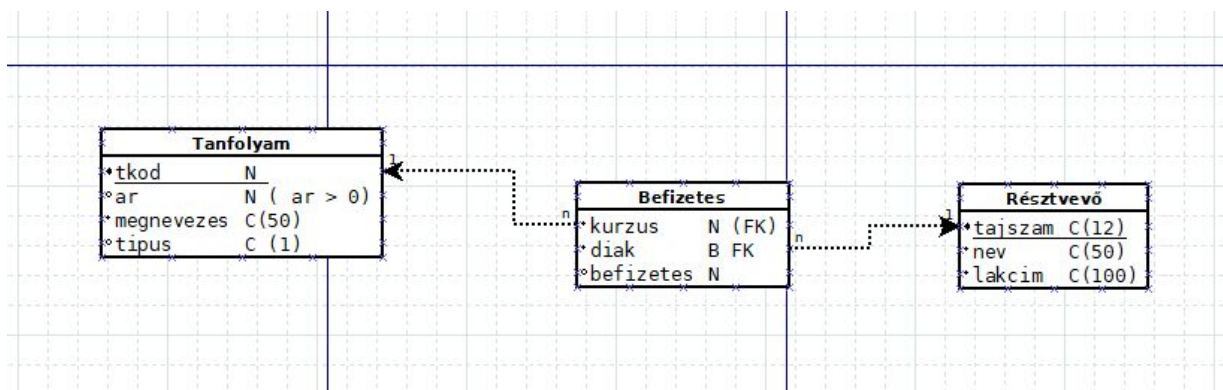 Tanfolyam
tkod N
ar N ( ar > 0)
megnevezes C(50)
tipus C (1)
1
n
Befizetes
kurzus N (FK)
diak B FK
befizetes N
n
1
Résztvevő
tajszam C(12)
nev C(50)
lakcim C(100)